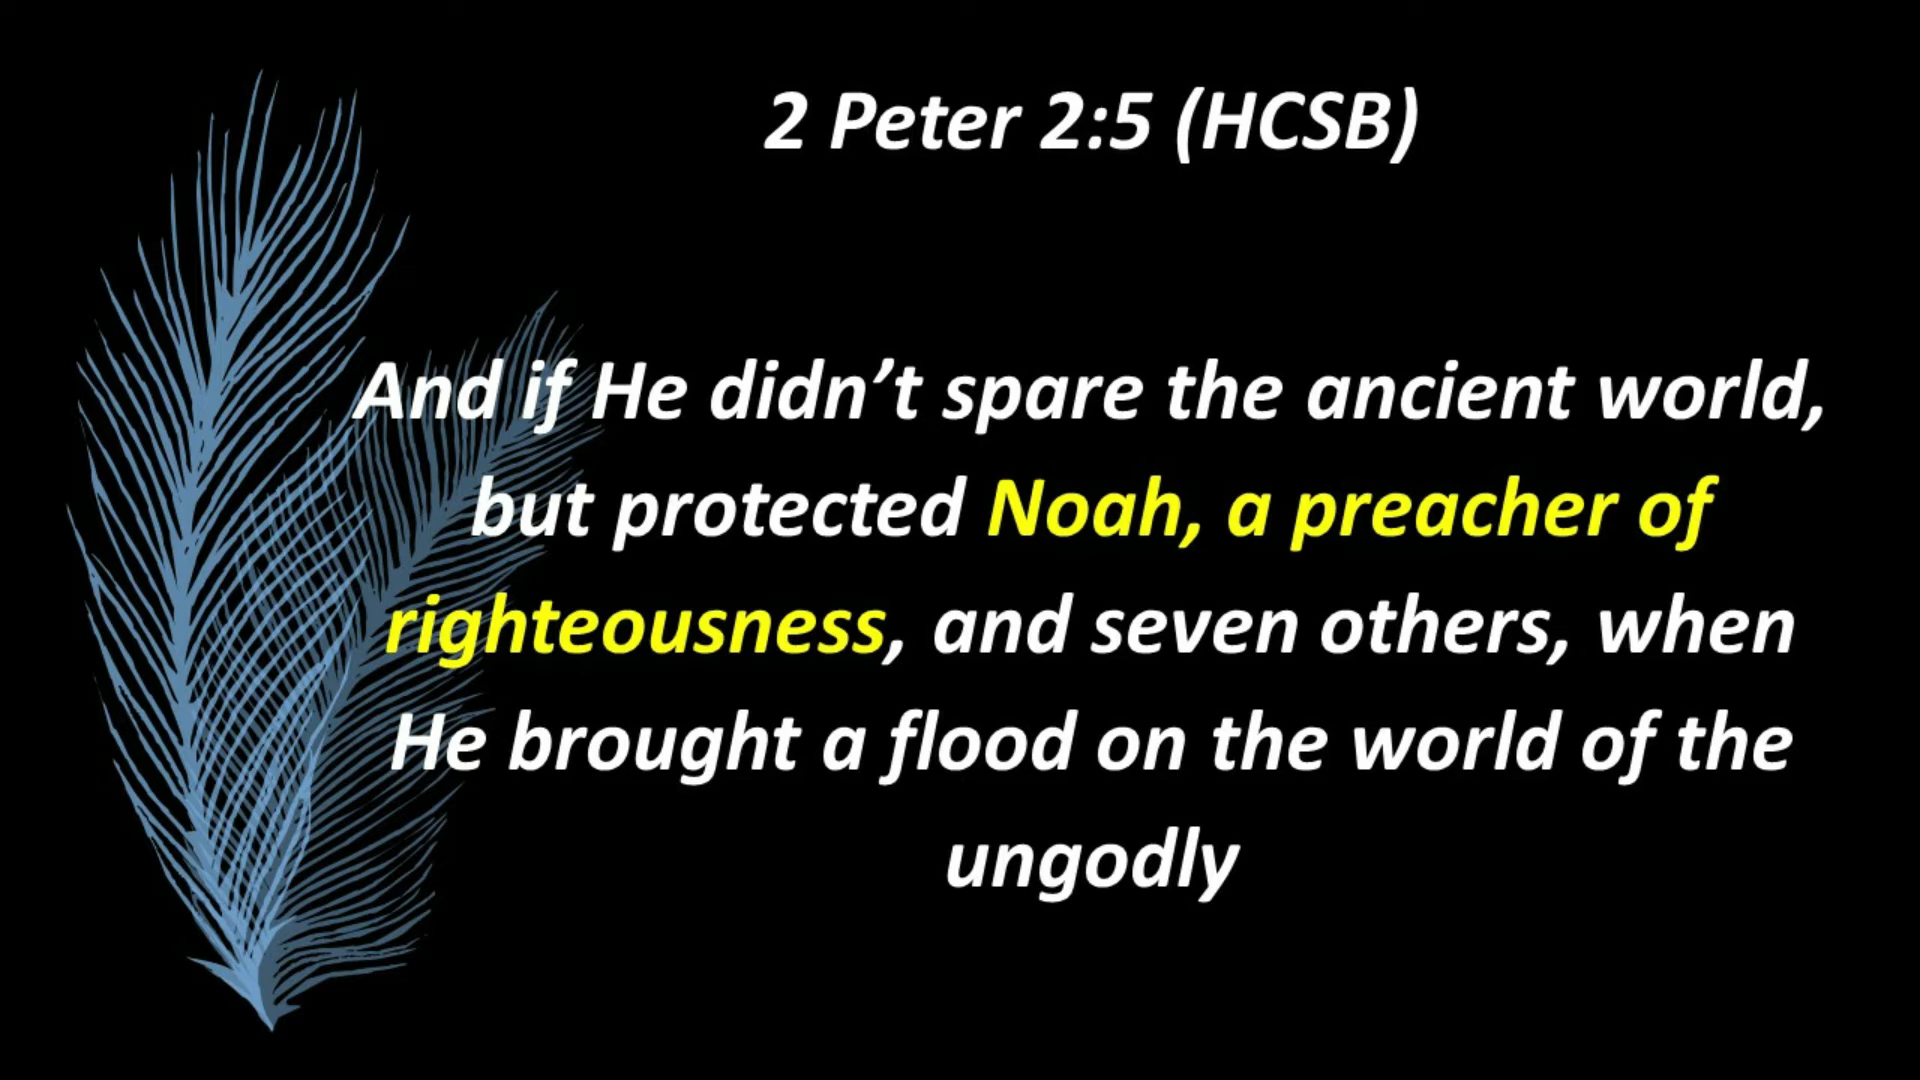 2 Peter 2:5 (HCSB)
And if He didn’t spare the ancient world,
but protected Noah, a preacher of
righteousness, and seven others, when
He brought a flood on the world of the
ungodly